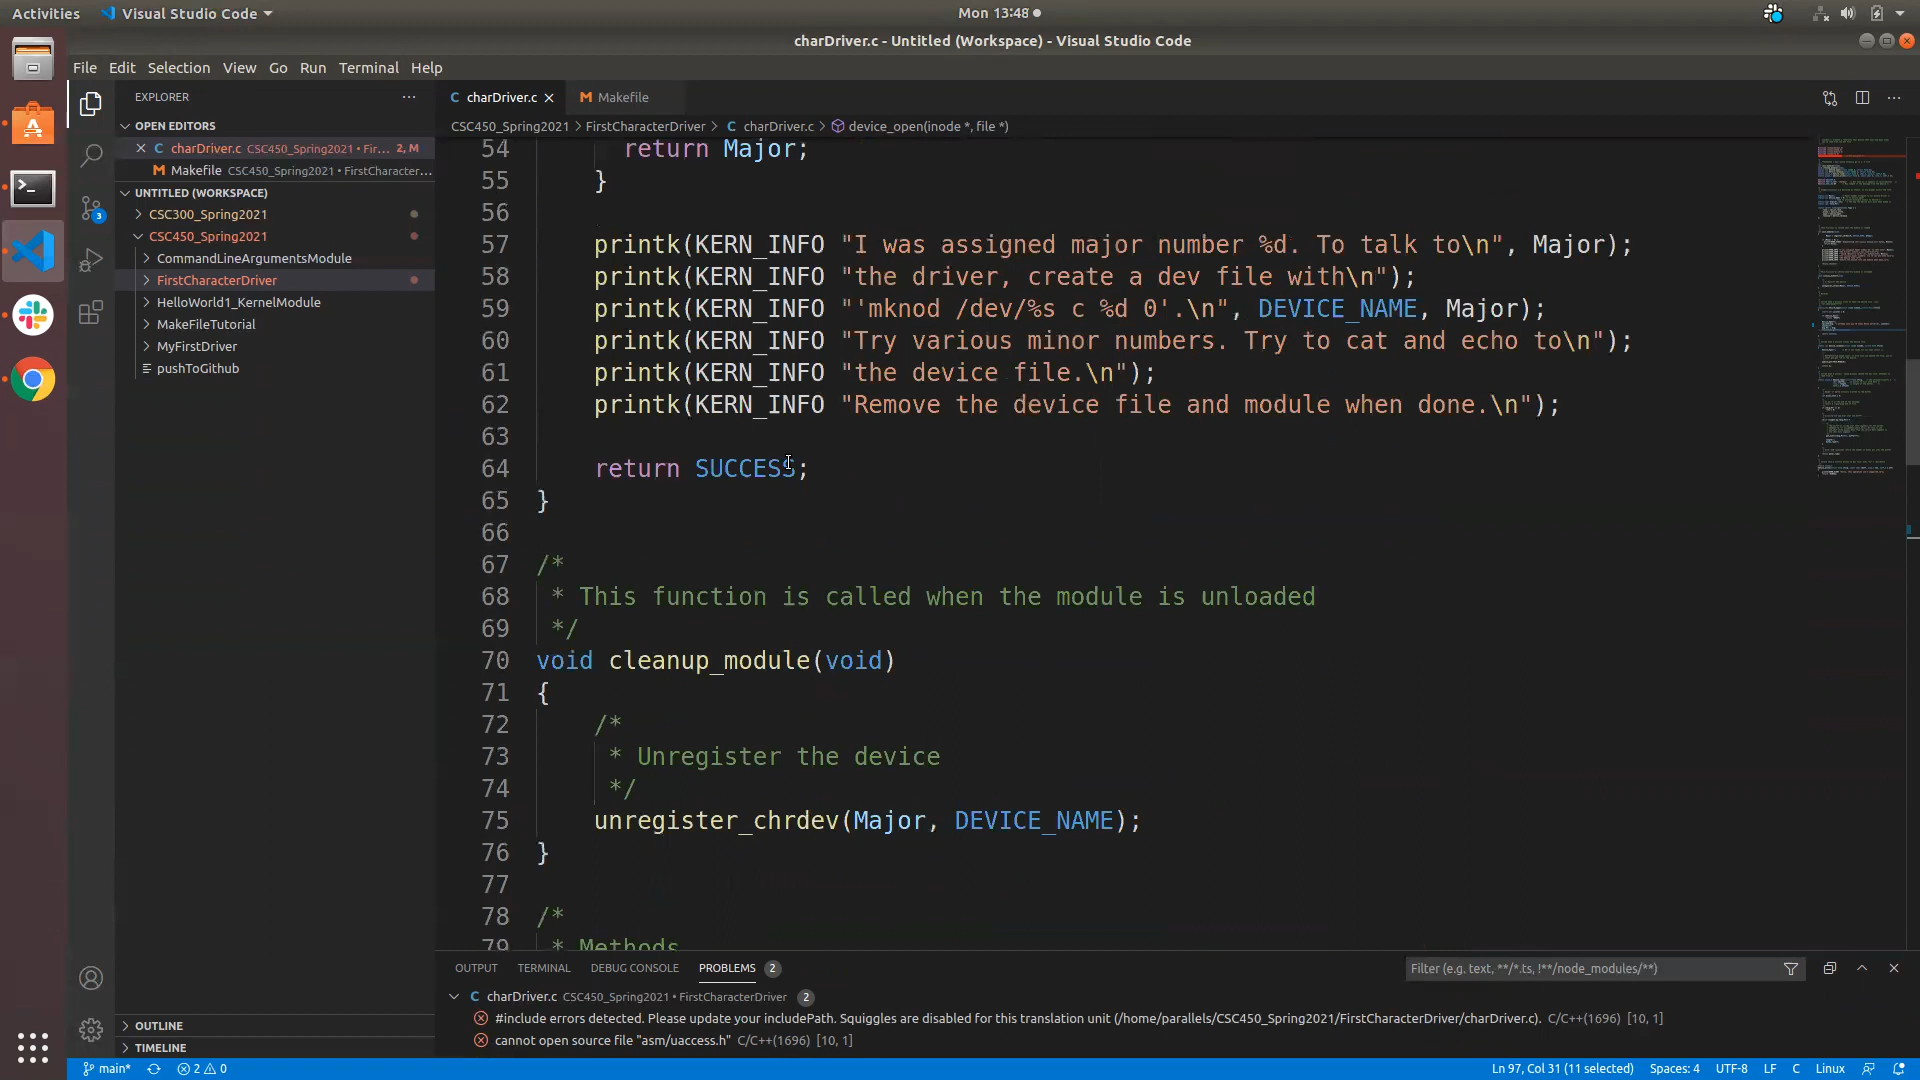 Activities Visual Studio Code Mon 13:48
charDriver.c - Untitled (Workspace) - Visual Studio Code
File Edit Selection View Go Run Terminal Help
EXPLORER
OPEN EDITORS
charDriver.c CSC450_Spring2021 • Fir... 2, M
Makefile CSC450_Spring2021 • FirstCharacter...
UNTITLED (WORKSPACE)
CSC300_Spring2021
CSC450_Spring2021
CommandLineArgumentsModule
FirstCharacterDriver
HelloWorld1_KernelModule
MakeFileTutorial
MyFirstDriver
pushToGithub
OUTLINE
TIMELINE
3
charDriver.c Makefile
CSC450_Spring2021 > FirstCharacterDriver > charDriver.c > device_open(inode *, file *)
54 return Major;
55 }
56
57 printk(KERN_INFO "I was assigned major number %d. To talk to\n", Major);
58 printk(KERN_INFO "the driver, create a dev file with\n");
59 printk(KERN_INFO "'mknod /dev/%s c %d 0'.\n", DEVICE_NAME, Major);
60 printk(KERN_INFO "Try various minor numbers. Try to cat and echo to\n");
61 printk(KERN_INFO "the device file.\n");
62 printk(KERN_INFO "Remove the device file and module when done.\n");
63
64 return SUCCESS;
65 }
66
67 /*
68 * This function is called when the module is unloaded
69 */
70 void cleanup_module(void)
71 {
72 /*
73 * Unregister the device
74 */
75 unregister_chrdev(Major, DEVICE_NAME);
76 }
77
78 /*
79 * Methods
OUTPUT TERMINAL DEBUG CONSOLE PROBLEMS 2 Filter (e.g. text, **/*.ts, !**/node_modules/**)
charDriver.c CSC450_Spring2021 • FirstCharacterDriver 2
#include errors detected. Please update your includePath. Squiggles are disabled for this translation unit (/home/parallels/CSC450_Spring2021/FirstCharacterDriver/charDriver.c). C/C++(1696) [10, 1]
cannot open source file "asm/uaccess.h" C/C++(1696) [10, 1]
main* 2 0 Ln 97, Col 31 (11 selected) Spaces: 4 UTF-8 LF C Linux